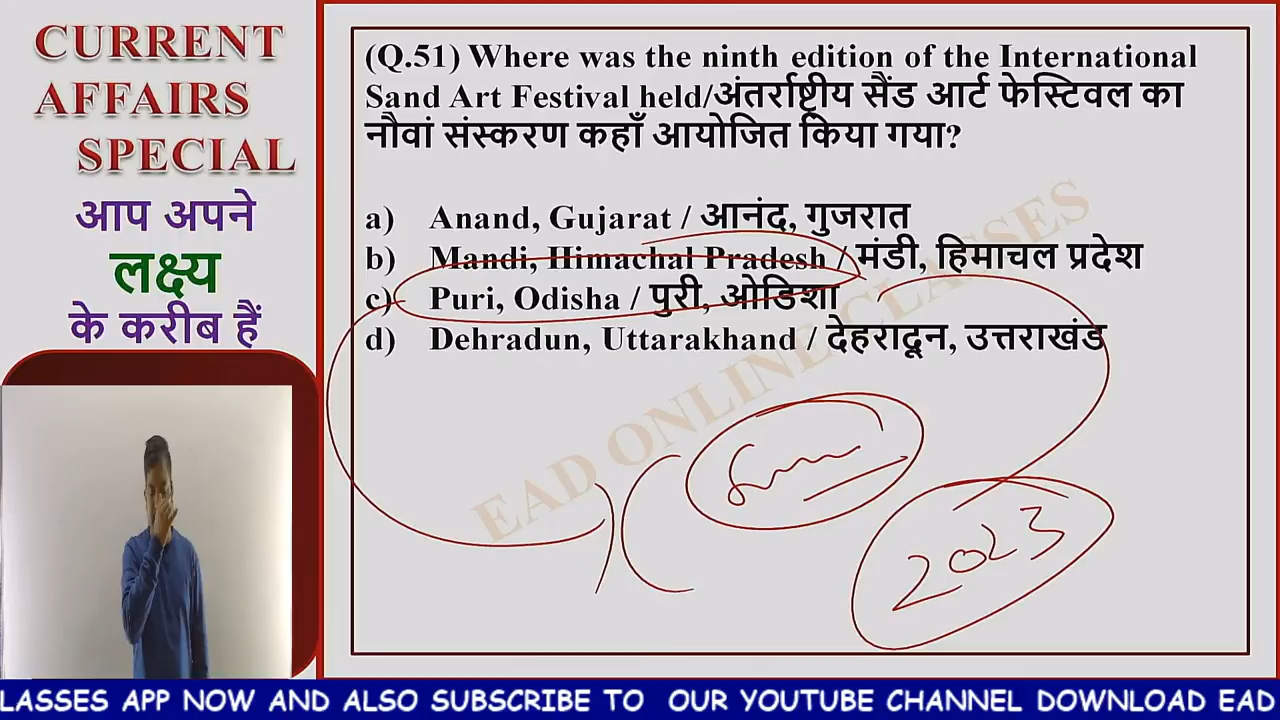 CURRENT
AFFAIRS
SPECIAL
आप अपने
लक्ष्य
के करीब हैं
(Q.51) Where was the ninth edition of the International
Sand Art Festival held/अंतर्राष्ट्रीय सैंड आर्ट फेस्टिवल का
नौवां संस्करण कहाँ आयोजित किया गया?
a) Anand, Gujarat / आनंद, गुजरात
b) Mandi, Himachal Pradesh / मंडी, हिमाचल प्रदेश
c) Puri, Odisha / पुरी, ओडिशा
d) Dehradun, Uttarakhand / देहरादून, उत्तराखंड
EAD ONLINE CLASSES
2023
LASSES APP NOW AND ALSO SUBSCRIBE TO OUR YOUTUBE CHANNEL DOWNLOAD EAD